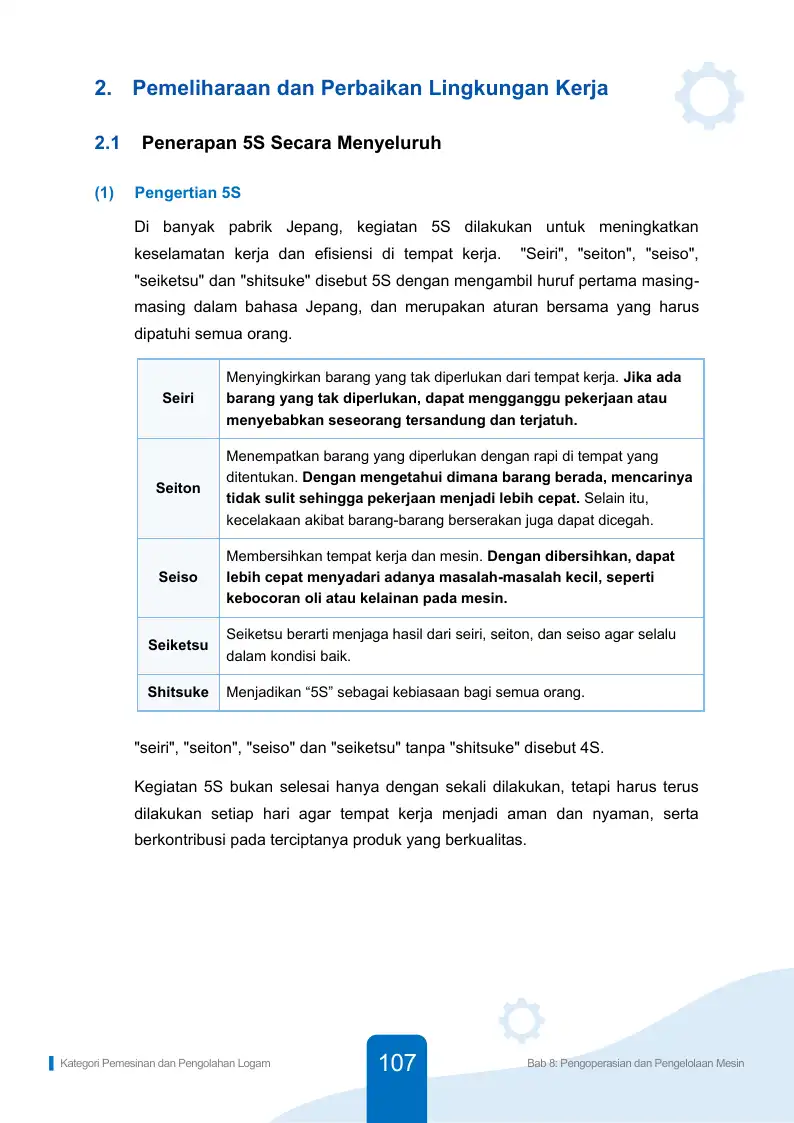 2. Pemeliharaan dan Perbaikan Lingkungan Kerja
2.1 Penerapan 5S Secara Menyeluruh
(1) Pengertian 5S
Di banyak pabrik Jepang, kegiatan 5S dilakukan untuk meningkatkan
keselamatan kerja dan efisiensi di tempat kerja. "Seiri", "seiton", "seiso",
"seiketsu" dan "shitsuke" disebut 5S dengan mengambil huruf pertama masing-
masing dalam bahasa Jepang, dan merupakan aturan bersama yang harus
dipatuhi semua orang.
Seiri
Menyingkirkan barang yang tak diperlukan dari tempat kerja. Jika ada
barang yang tak diperlukan, dapat mengganggu pekerjaan atau
menyebabkan seseorang tersandung dan terjatuh.
Seiton
Menempatkan barang yang diperlukan dengan rapi di tempat yang
ditentukan. Dengan mengetahui dimana barang berada, mencarinya
tidak sulit sehingga pekerjaan menjadi lebih cepat. Selain itu,
kecelakaan akibat barang-barang berserakan juga dapat dicegah.
Seiso
Membersihkan tempat kerja dan mesin. Dengan dibersihkan, dapat
lebih cepat menyadari adanya masalah-masalah kecil, seperti
kebocoran oli atau kelainan pada mesin.
Seiketsu
Seiketsu berarti menjaga hasil dari seiri, seiton, dan seiso agar selalu
dalam kondisi baik.
Shitsuke
Menjadikan “5S” sebagai kebiasaan bagi semua orang.
"seiri", "seiton", "seiso" dan "seiketsu" tanpa "shitsuke" disebut 4S.
Kegiatan 5S bukan selesai hanya dengan sekali dilakukan, tetapi harus terus
dilakukan setiap hari agar tempat kerja menjadi aman dan nyaman, serta
berkontribusi pada terciptanya produk yang berkualitas.
Kategori Pemesinan dan Pengolahan Logam
107
Bab 8: Pengoperasian dan Pengelolaan Mesin